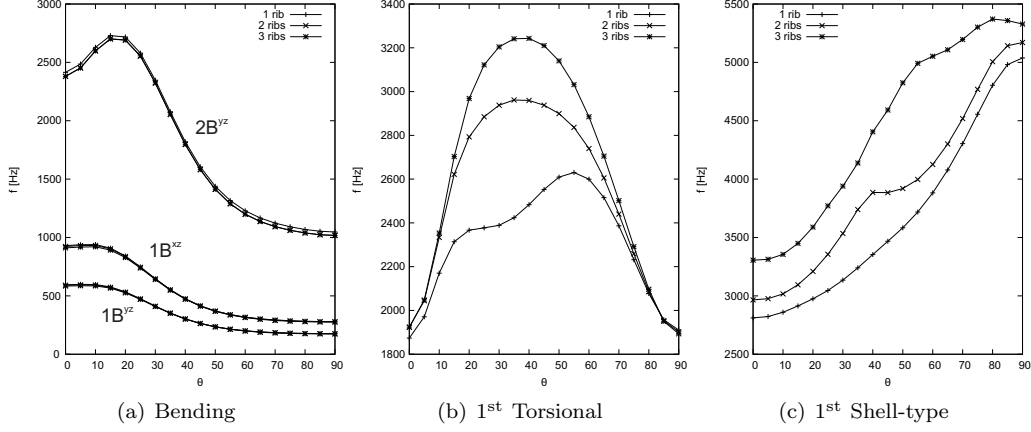 3000
2500
2000
1500
1000
500
0
0 10 20 30 40 50 60 70 80 90
f [Hz]
θ
1 rib
2 ribs
3 ribs
2B^yz
1B^xz
1B^yz
(a) Bending
3400
3200
3000
2800
2600
2400
2200
2000
1800
0 10 20 30 40 50 60 70 80 90
f [Hz]
θ
1 rib
2 ribs
3 ribs
(b) 1st Torsional
5500
5000
4500
4000
3500
3000
2500
0 10 20 30 40 50 60 70 80 90
f [Hz]
θ
1 rib
2 ribs
3 ribs
(c) 1st Shell-type